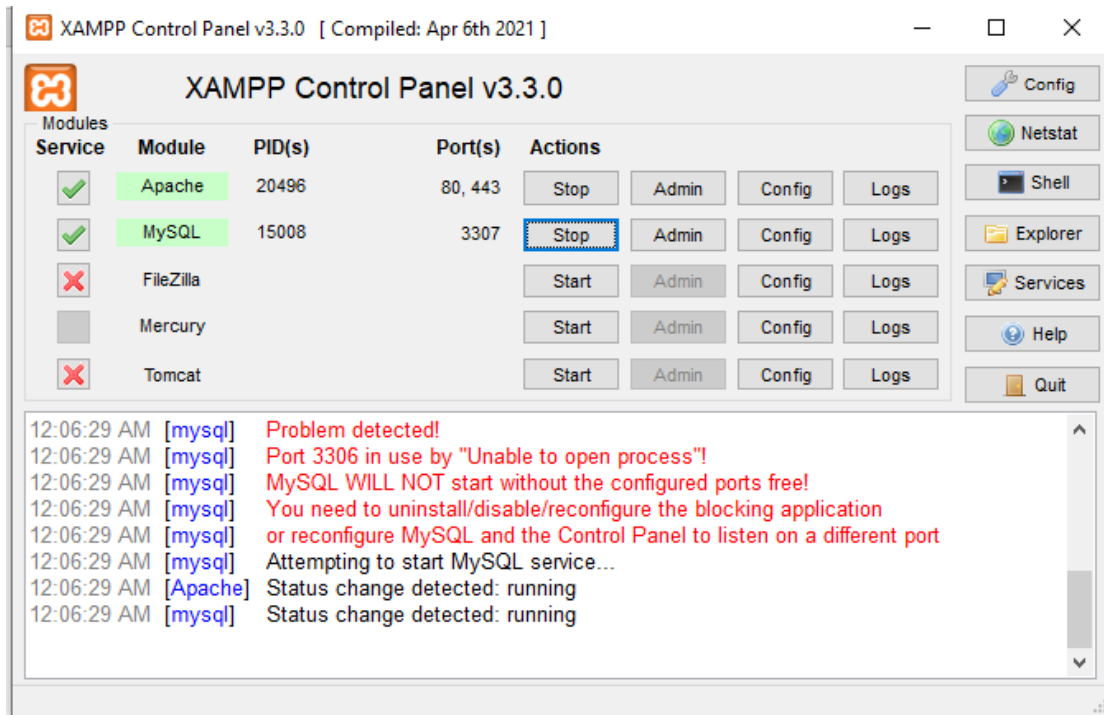 XAMPP Control Panel v3.3.0 [ Compiled: Apr 6th 2021 ]
XAMPP Control Panel v3.3.0
Config
Modules
Service Module PID(s) Port(s) Actions
Netstat
Apache 20496 80, 443 Stop Admin Config Logs
Shell
MySQL 15008 3307 Stop Admin Config Logs
Explorer
FileZilla Start Admin Config Logs
Services
Mercury Start Admin Config Logs
Help
Tomcat Start Admin Config Logs
Quit
12:06:29 AM [mysql] Problem detected!
12:06:29 AM [mysql] Port 3306 in use by "Unable to open process"!
12:06:29 AM [mysql] MySQL WILL NOT start without the configured ports free!
12:06:29 AM [mysql] You need to uninstall/disable/reconfigure the blocking application
12:06:29 AM [mysql] or reconfigure MySQL and the Control Panel to listen on a different port
12:06:29 AM [mysql] Attempting to start MySQL service...
12:06:29 AM [Apache] Status change detected: running
12:06:29 AM [mysql] Status change detected: running